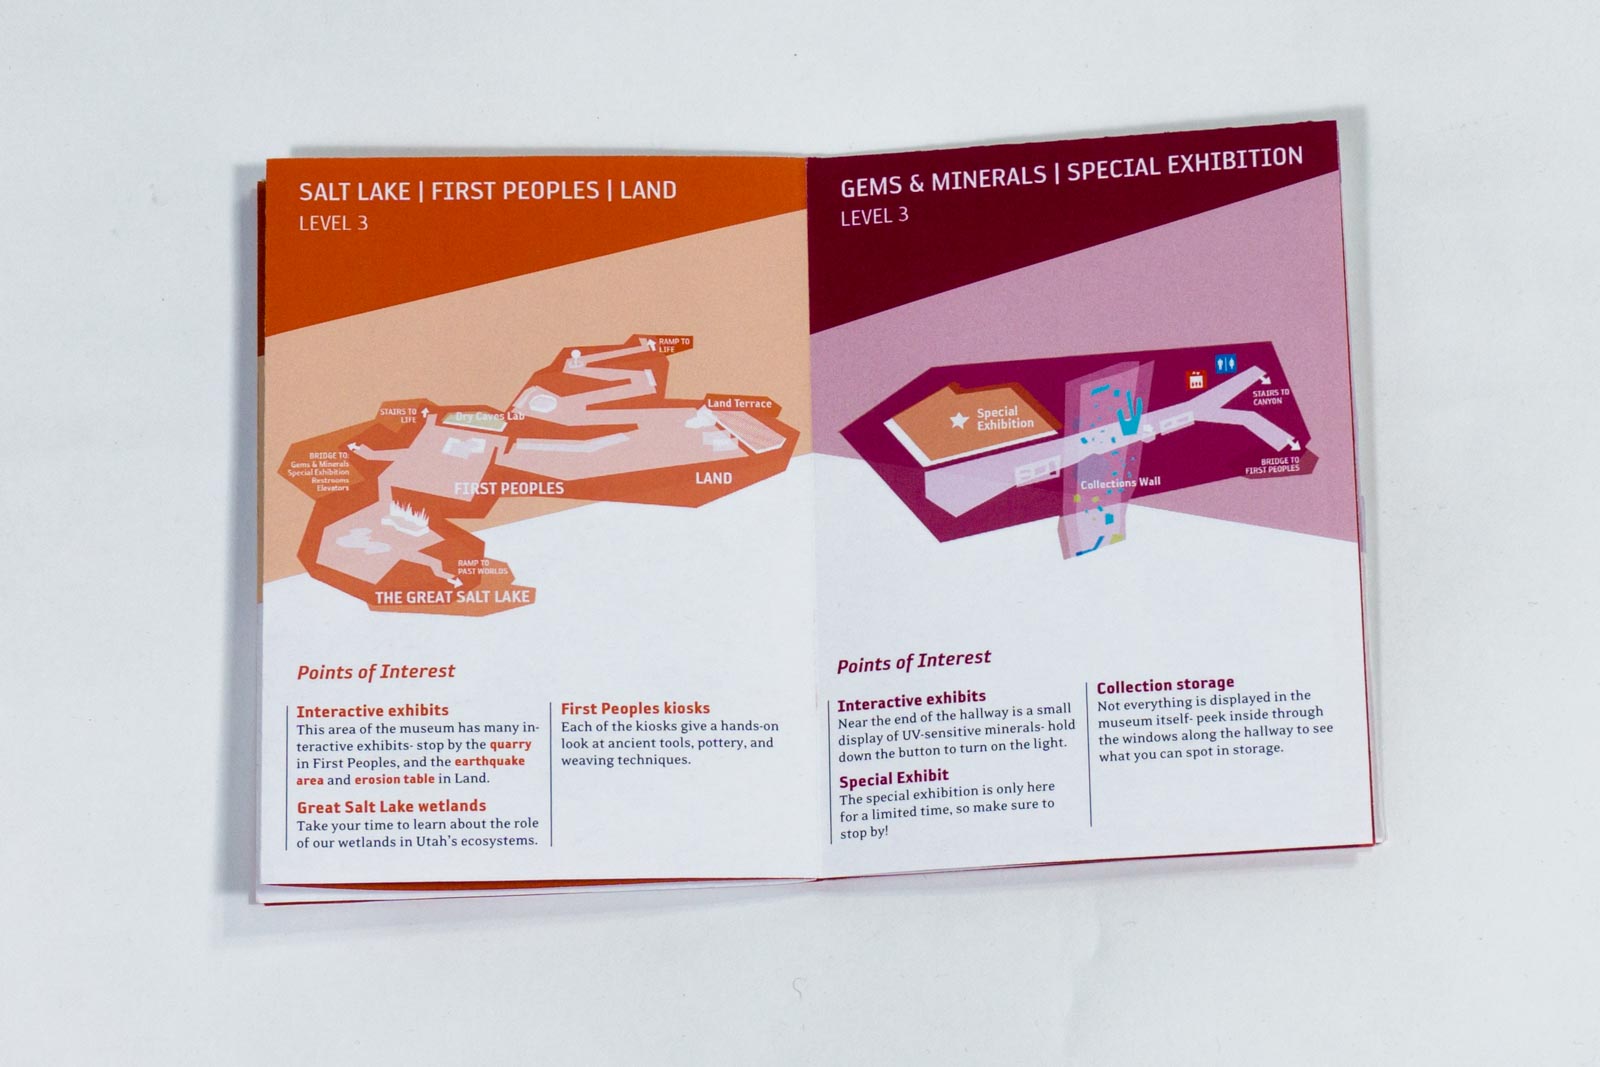 SALT LAKE | FIRST PEOPLES | LAND
LEVEL 3
RAMP TO
LIFE
STAIRS TO
LIFE
Dry Caves Lab
Land Terrace
BRIDGE TO:
Gems & Minerals
Special Exhibition
Restrooms
Elevators
FIRST PEOPLES
LAND
RAMP TO
PAST WORLDS
THE GREAT SALT LAKE
Points of Interest
Interactive exhibits
This area of the museum has many in-
teractive exhibits- stop by the quarry
in First Peoples, and the earthquake
area and erosion table in Land.
Great Salt Lake wetlands
Take your time to learn about the role
of our wetlands in Utah's ecosystems.
First Peoples kiosks
Each of the kiosks give a hands-on
look at ancient tools, pottery, and
weaving techniques.
GEMS & MINERALS | SPECIAL EXHIBITION
LEVEL 3
Special
Exhibition
STAIRS TO
CANYON
BRIDGE TO
FIRST PEOPLES
Collections Wall
Points of Interest
Interactive exhibits
Near the end of the hallway is a small
display of UV-sensitive minerals- hold
down the button to turn on the light.
Special Exhibit
The special exhibition is only here
for a limited time, so make sure to
stop by!
Collection storage
Not everything is displayed in the
museum itself- peek inside through
the windows along the hallway to see
what you can spot in storage.